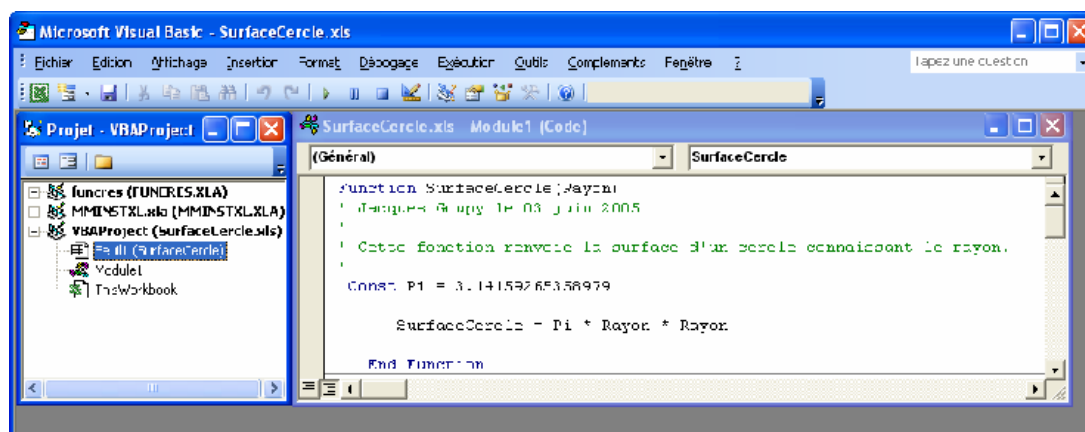 Microsoft Visual Basic - SurfaceCercle.xls
Fichier Edition Affichage Insertion Format Débogage Exécution Outils Compléments Fenêtre ?
Tapez une question
Projet - VBAProject
SurfaceCercle.xls Module1 (Code)
(Général)
SurfaceCercle
funcres (FUNCRES.XLA)
MMINSTXL.xla (MMINSTXL.XLA)
VBAProject (SurfaceCercle.xls)
Feuil1 (SurfaceCercle)
Module1
ThisWorkbook
Function SurfaceCercle(Rayon)
' Jacques le 03 juin 2005
'
' Cette fonction renvoie la surface d'un cercle connaissant le rayon.
'
Const Pi = 3.14159265358979
SurfaceCercle = Pi * Rayon * Rayon
End Function